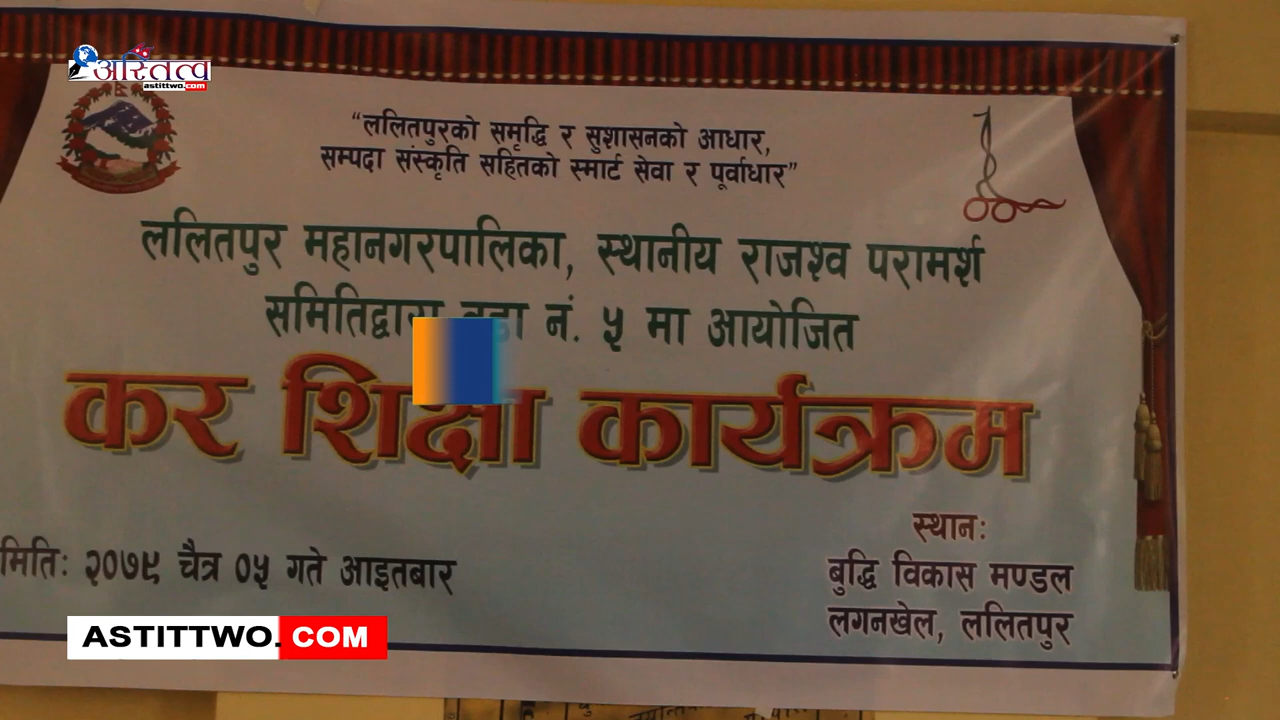 अस्तित्व
astittwo.com
“ललितपुरको समृद्धि र सुशासनको आधार,
सम्पदा संस्कृति सहितको स्मार्ट सेवा र पूर्वाधार”
ललितपुर महानगरपालिका, स्थानीय राजश्व परामर्श
समितिद्वारा वडा नं. ५ मा आयोजित
कर शिक्षा कार्यक्रम
मितिः २०७९ चैत्र ०५ गते आइतबार
स्थानः
बुद्धि विकास मण्डल
लगनखेल, ललितपुर
ASTITTWO. COM